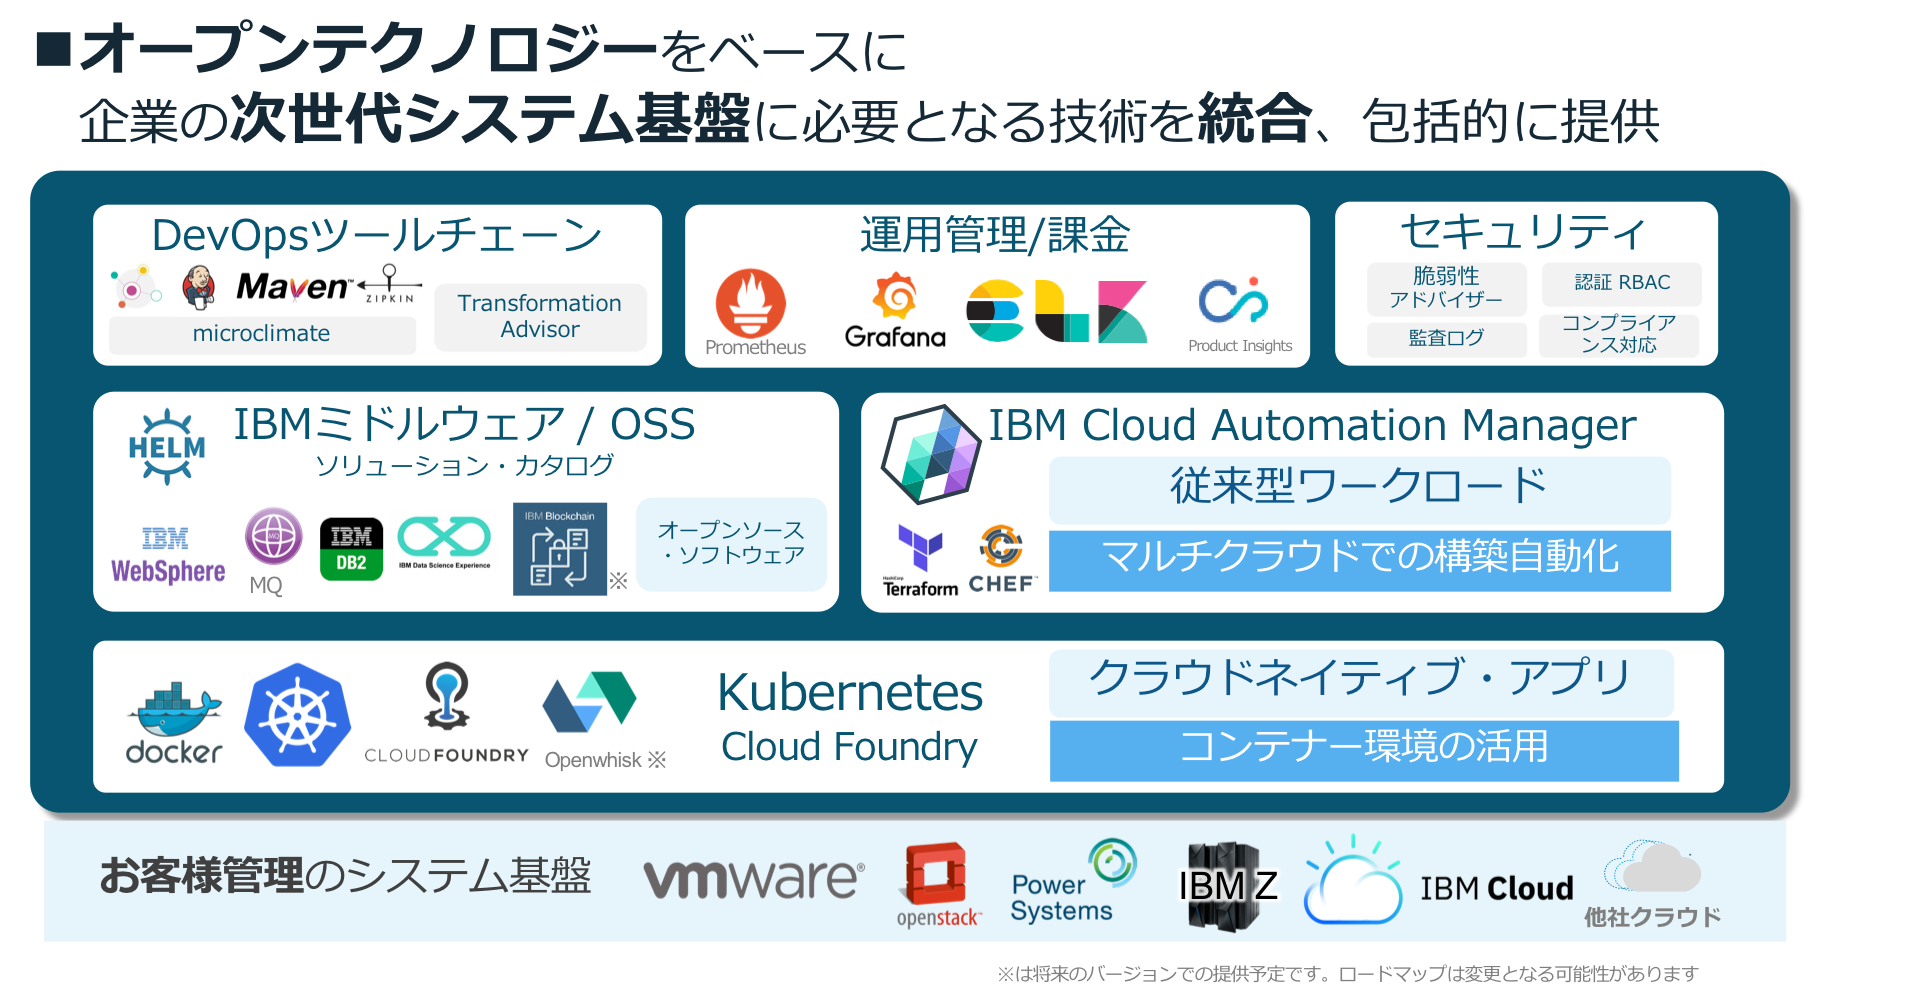 ■オープンテクノロジーをベースに
企業の次世代システム基盤に必要となる技術を統合、包括的に提供
DevOpsツールチェーン
Maven™
ZIPKIN
microclimate
Transformation
Advisor
運用管理/課金
Prometheus
Grafana
Product Insights
セキュリティ
脆弱性
アドバイザー
認証 RBAC
監査ログ
コンプライア
ンス対応
HELM
IBMミドルウェア / OSS
ソリューション・カタログ
IBM
WebSphere
MQ
MQ
IBM
DB2
IBM Data Science Experience
IBM Blockchain
※
オープンソース
・ソフトウェア
IBM Cloud Automation Manager
従来型ワークロード
マルチクラウドでの構築自動化
HashiCorp
Terraform
CHEF™
docker
CLOUDFOUNDRY
Openwhisk ※
Kubernetes
Cloud Foundry
クラウドネイティブ・アプリ
コンテナー環境の活用
お客様管理のシステム基盤
vmware®
openstack™
Power
Systems
IBM Z
IBM Cloud
他社クラウド
※は将来のバージョンでの提供予定です。ロードマップは変更となる可能性があります